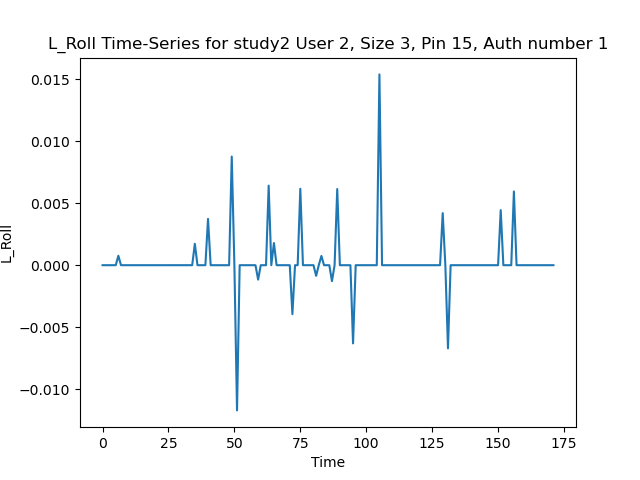 L_Roll Time-Series for study2 User 2, Size 3, Pin 15, Auth number 1
0.015
0.010
0.005
0.000
−0.005
−0.010
L_Roll
0 25 50 75 100 125 150 175
Time